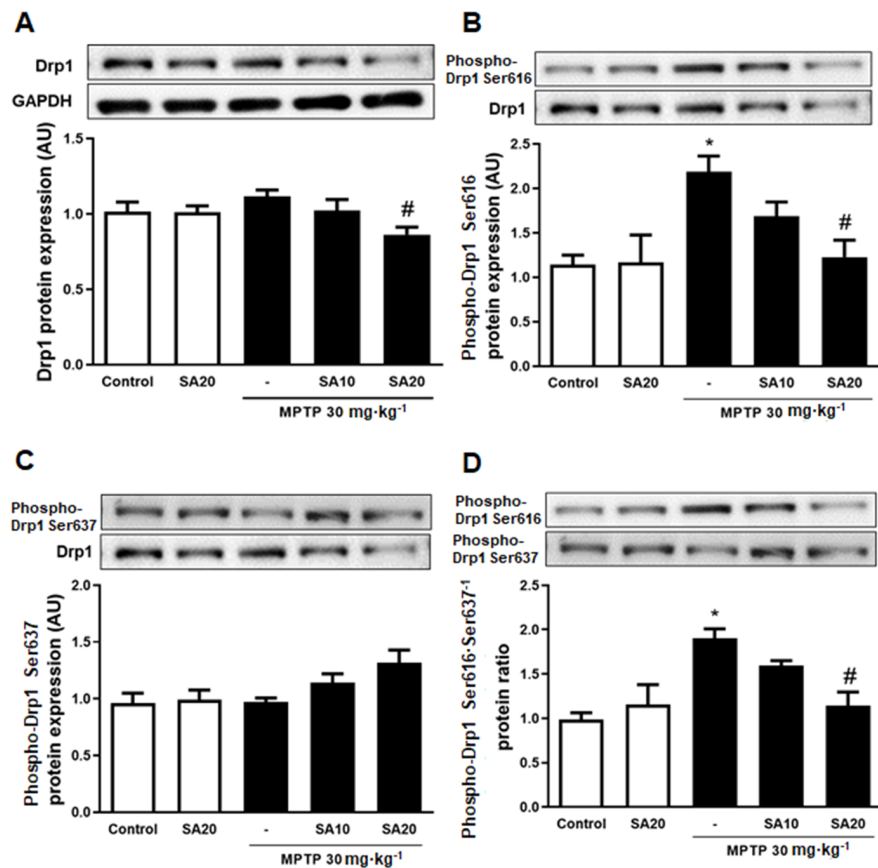 A
Drp1
GAPDH
Drp1 protein expression (AU)
1.5
1.0
0.5
0.0
#
Control SA20 - SA10 SA20
MPTP 30 mg·kg⁻¹
B
Phospho-
Drp1 Ser616
Drp1
Phospho-Drp1 Ser616
protein expression (AU)
2.5
2.0
1.5
1.0
0.5
0.0
*
#
Control SA20 - SA10 SA20
MPTP 30 mg·kg⁻¹
C
Phospho-
Drp1 Ser637
Drp1
Phospho-Drp1 Ser637
protein expression (AU)
2.0
1.5
1.0
0.5
0.0
Control SA20 - SA10 SA20
MPTP 30 mg·kg⁻¹
D
Phospho-
Drp1 Ser616
Phospho-
Drp1 Ser637
Phospho-Drp1 Ser616·Ser637⁻¹
protein ratio
2.5
2.0
1.5
1.0
0.5
0.0
*
#
Control SA20 - SA10 SA20
MPTP 30 mg·kg⁻¹